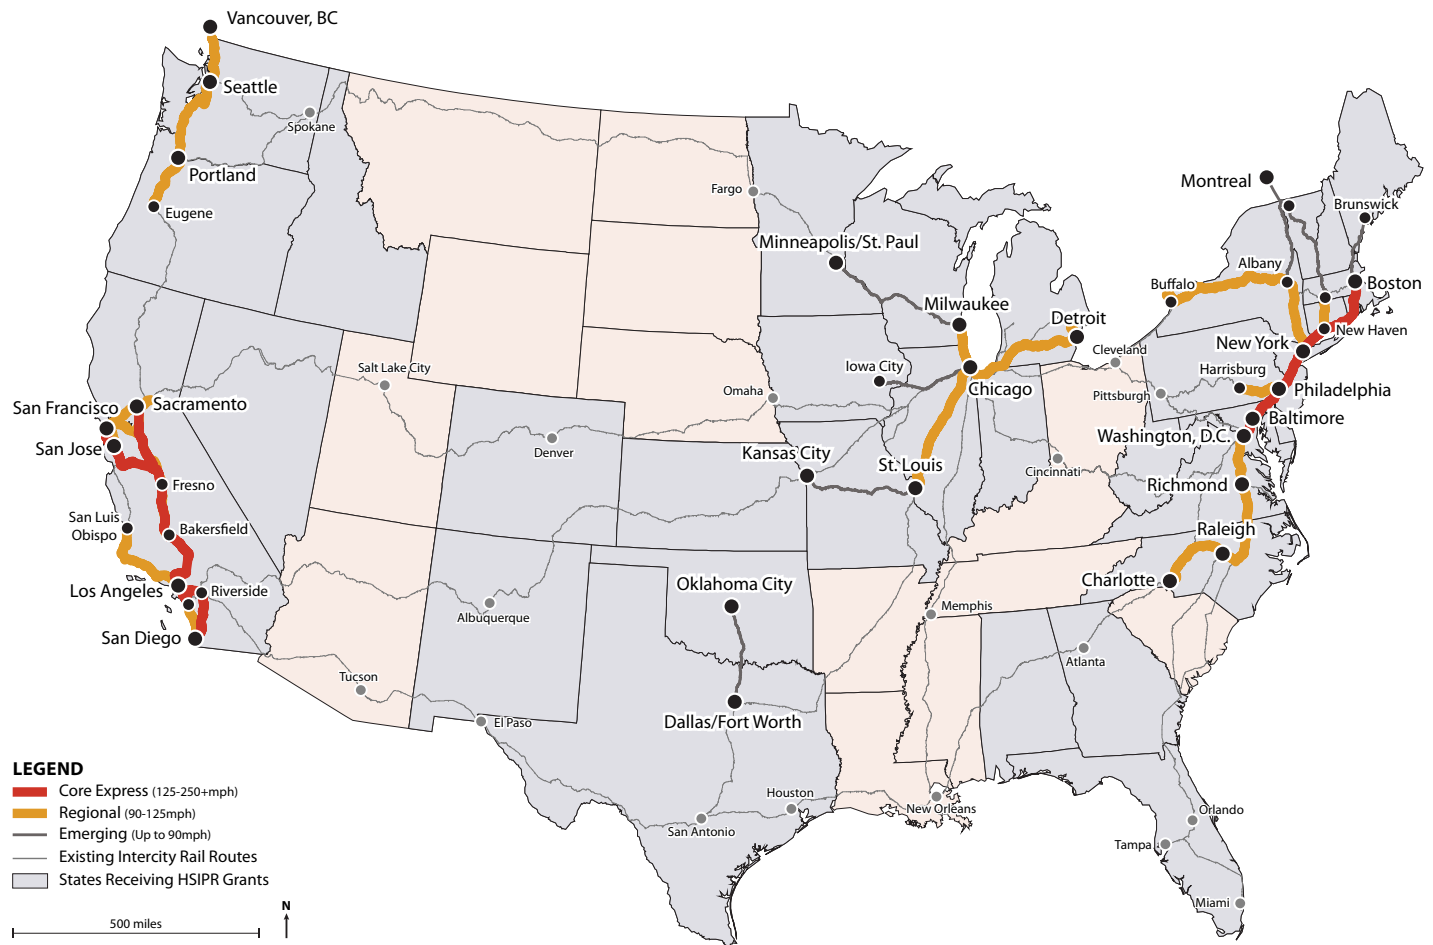 Vancouver, BC
Seattle
Spokane
Portland
Eugene
Fargo
Minneapolis/St. Paul
Montreal
Brunswick
Albany
Buffalo
Boston
Milwaukee
Detroit
New Haven
New York
Cleveland
Salt Lake City
Iowa City
Harrisburg
Chicago
Omaha
Pittsburgh
Philadelphia
San Francisco
Sacramento
Baltimore
San Jose
Denver
Kansas City
St. Louis
Washington, D.C.
Cincinnati
Fresno
Richmond
San Luis
Obispo
Bakersfield
Raleigh
Los Angeles
Riverside
Oklahoma City
Charlotte
Albuquerque
Memphis
San Diego
Atlanta
Tucson
El Paso
Dallas/Fort Worth
Houston
New Orleans
San Antonio
Orlando
Tampa
Miami
LEGEND
Core Express (125-250+mph)
Regional (90-125mph)
Emerging (Up to 90mph)
Existing Intercity Rail Routes
States Receiving HSIPR Grants
500 miles
N